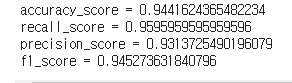 accuracy_score = 0.9441624365482234
recall_score = 0.9595959595959596
precision_score = 0.9313725490196079
f1_score = 0.945273631840796